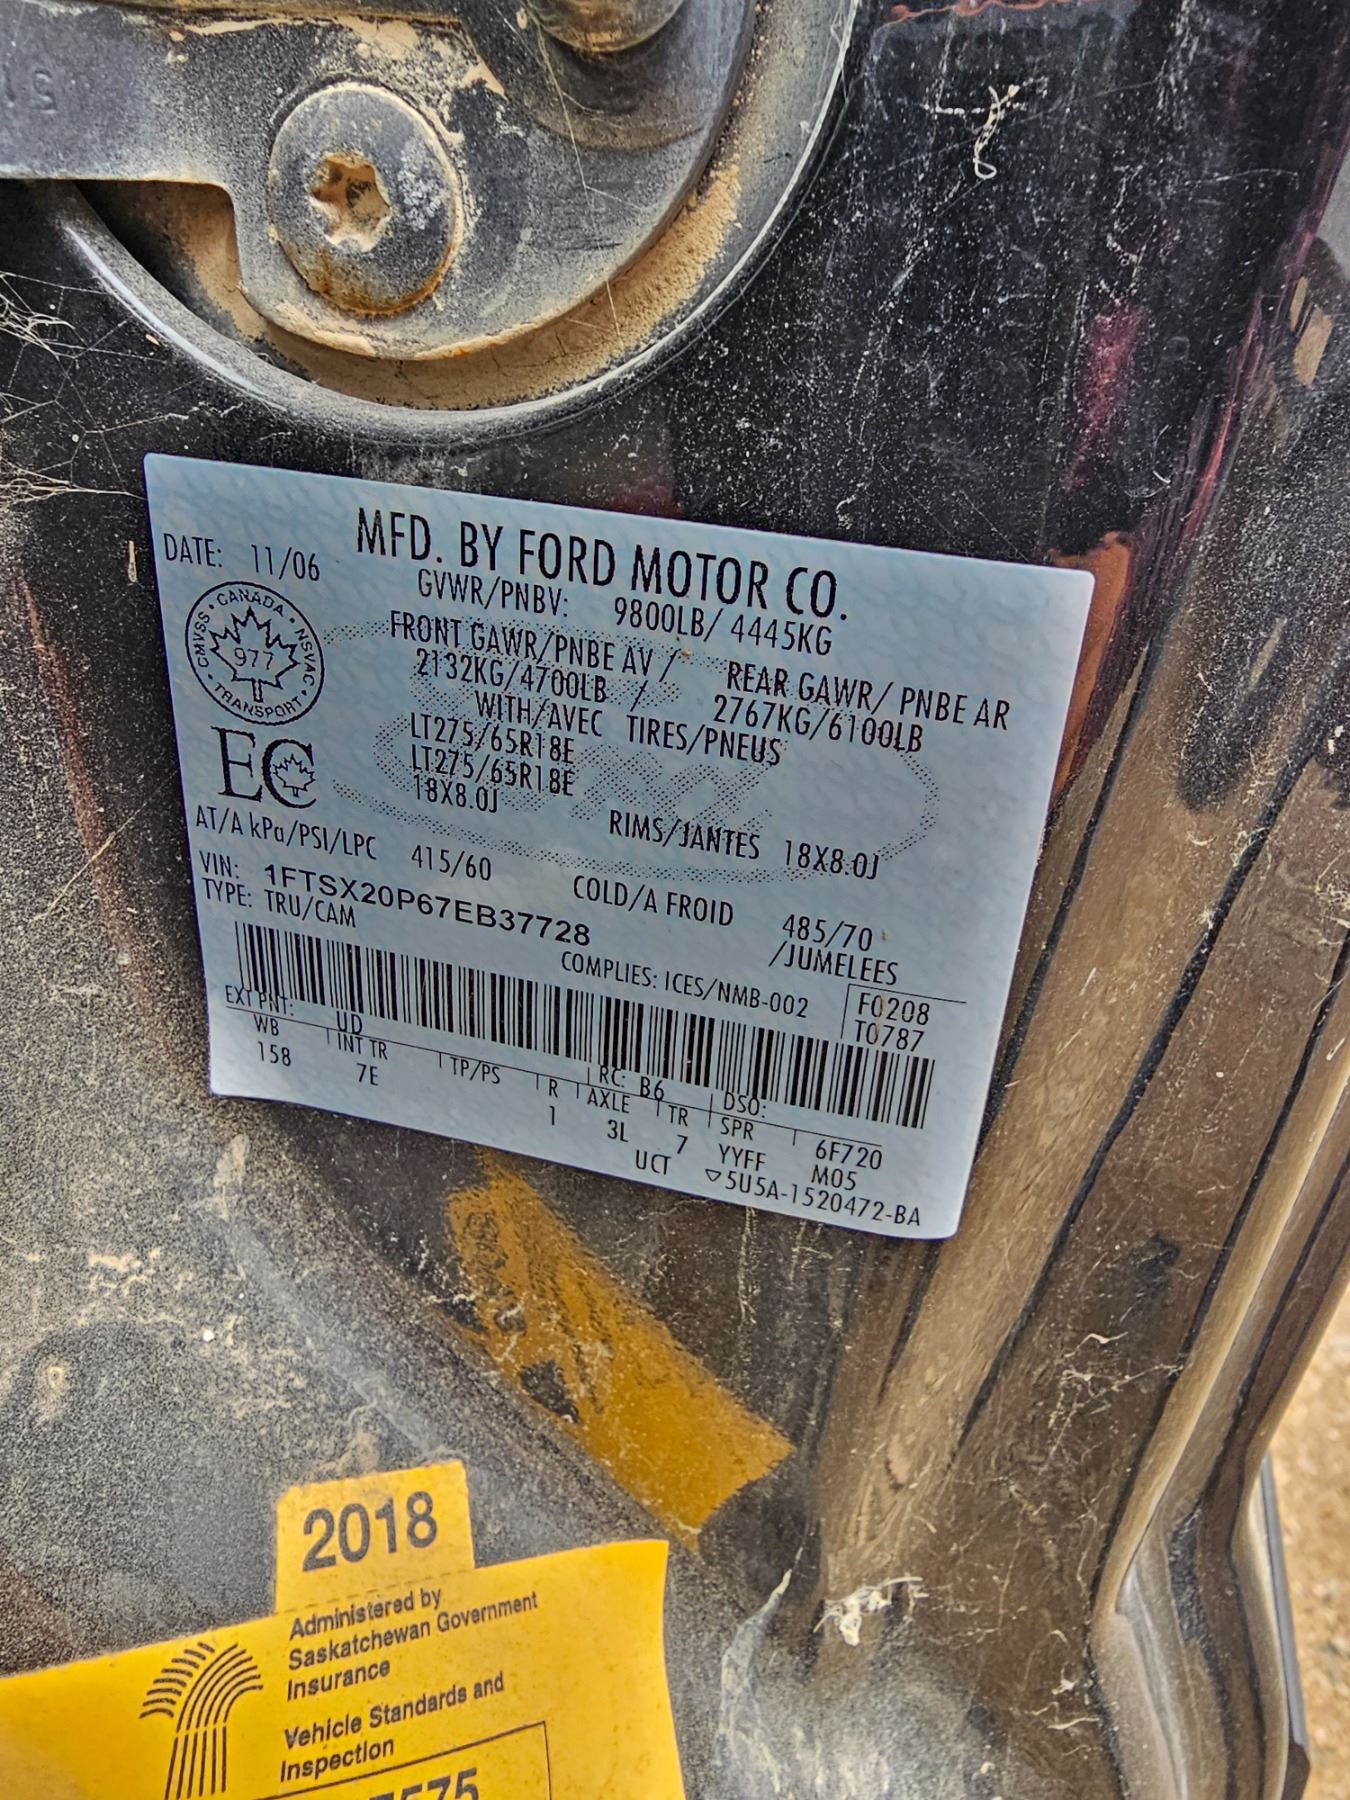 MFD. BY FORD MOTOR CO.
DATE: 11/06
GVWR/PNBV: 9800LB/ 4445KG
FRONT GAWR/PNBE AV / REAR GAWR/ PNBE AR
2132KG/4700LB / 2767KG/6100LB
WITH/AVEC TIRES/PNEUS
LT275/65R18E
LT275/65R18E
18X8.0J RIMS/JANTES 18X8.0J
CANADA
CMVSS NSVAC
977
TRANSPORT
EC
AT/A kPa/PSI/LPC 415/60 COLD/A FROID 485/70
/JUMELEES
VIN: 1FTSX20P67EB37728
TYPE: TRU/CAM
COMPLIES: ICES/NMB-002
F0208
T0787
EXT PNT: UD RC: B6 DSO:
WB INT TR TP/PS R AXLE TR SPR 6F720
158 7E 1 3L 7 YYFF M05
UCT ▽5U5A-1520472-BA
2018
Administered by
Saskatchewan Government
Insurance
Vehicle Standards and
Inspection